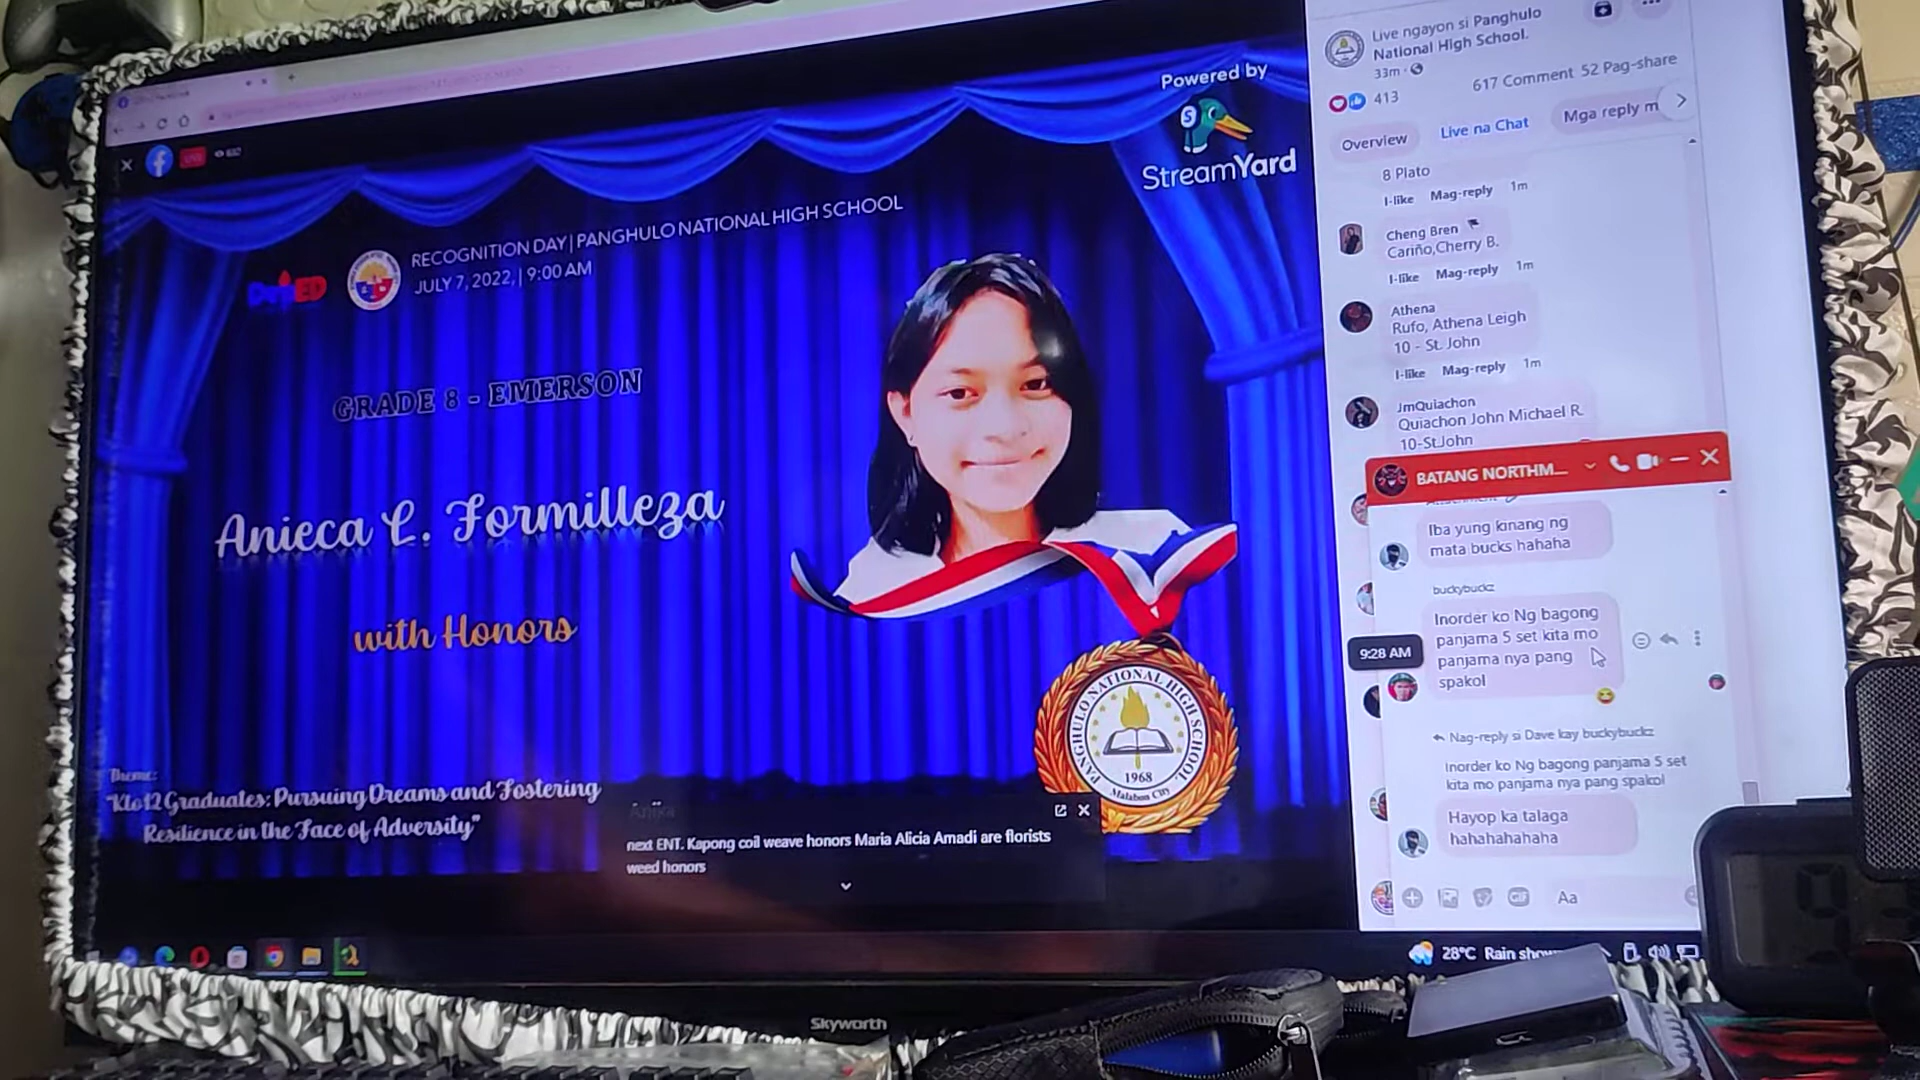 Powered by
StreamYard
DepED
RECOGNITION DAY | PANGHULO NATIONAL HIGH SCHOOL
JULY 7, 2022, | 9:00 AM
GRADE 8 - EMERSON
Anieca L. Formilleza
with Honors
Theme:
"Kto12 Graduates: Pursuing Dreams and Fostering
Resilience in the Face of Adversity"
PANGHULO NATIONAL HIGH SCHOOL
1968
Malabon City
next ENT. Kapong coil weave honors Maria Alicia Amadi are florists
weed honors
Live ngayon si Panghulo
National High School.
33m
413
617 Comment 52 Pag-share
Overview
Live na Chat
Mga reply m
8 Plato
I-like Mag-reply 1m
Cheng Bren
Cariño,Cherry B.
I-like Mag-reply 1m
Athena
Rufo, Athena Leigh
10 - St. John
I-like Mag-reply 1m
JmQuiachon
Quiachon John Michael R.
10-St.John
BATANG NORTHM...
Iba yung kinang ng
mata bucks hahaha
buckybuckz
Inorder ko Ng bagong
panjama 5 set kita mo
panjama nya pang
spakol
9:28 AM
Nag-reply si Dave kay buckybuckz
Inorder ko Ng bagong panjama 5 set
kita mo panjama nya pang spakol
Hayop ka talaga
hahahahahaha
GIF
Aa
28°C Rain show...
Skyworth